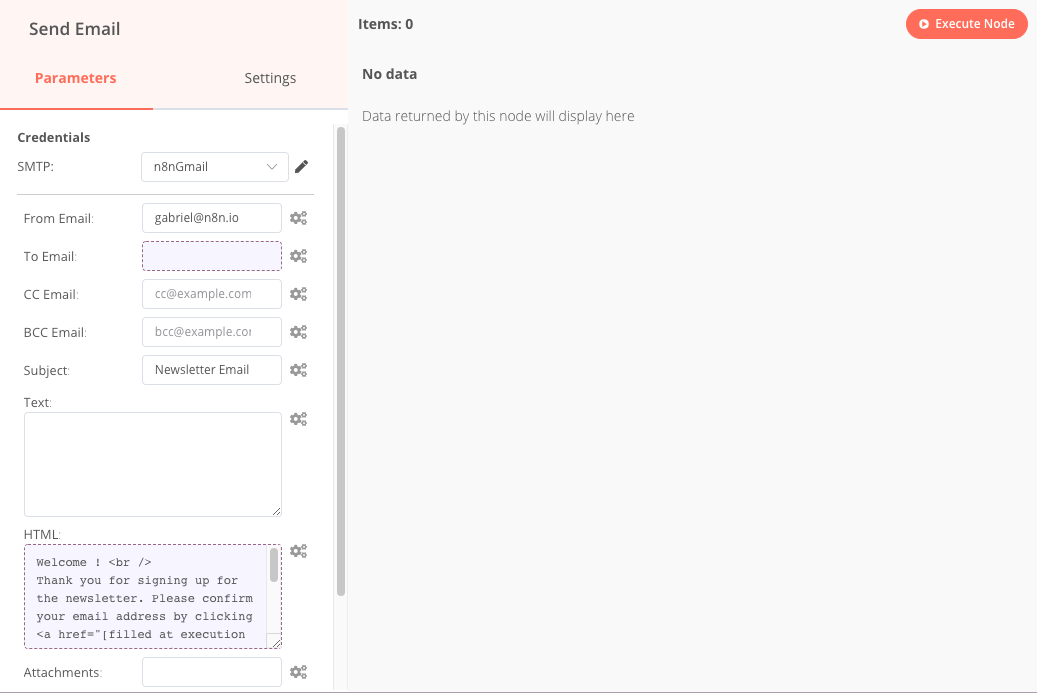 Send Email
Items: 0
Execute Node
Parameters
Settings
No data
Data returned by this node will display here
Credentials
SMTP:
n8nGmail
From Email:
gabriel@n8n.io
To Email:
CC Email:
cc@example.com
BCC Email:
bcc@example.co
Subject:
Newsletter Email
Text:
HTML:
Welcome ! <br />
Thank you for signing up for
the newsletter. Please confirm
your email address by clicking
<a href="[filled at execution
Attachments: